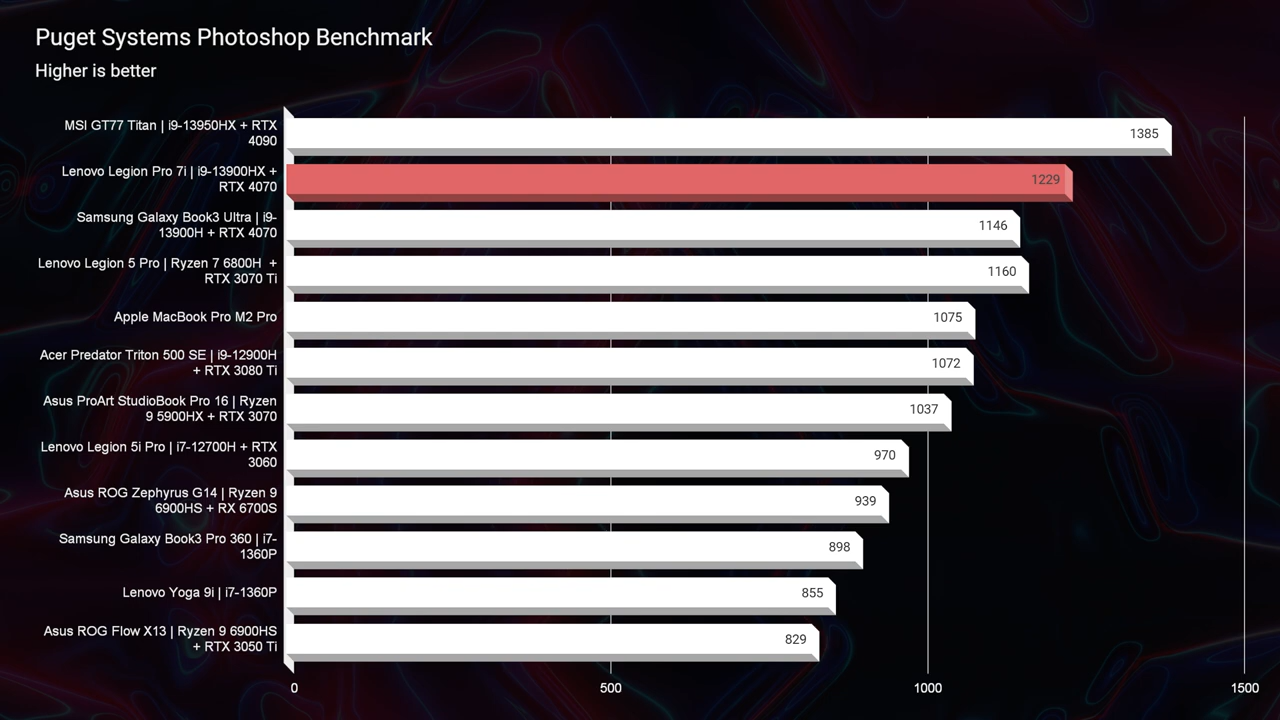 Puget Systems Photoshop Benchmark
Higher is better
MSI GT77 Titan | i9-13950HX + RTX
4090
1385
Lenovo Legion Pro 7i | i9-13900HX +
RTX 4070
1229
Samsung Galaxy Book3 Ultra | i9-
13900H + RTX 4070
1146
Lenovo Legion 5 Pro | Ryzen 7 6800H +
RTX 3070 Ti
1160
Apple MacBook Pro M2 Pro
1075
Acer Predator Triton 500 SE | i9-12900H
+ RTX 3080 Ti
1072
Asus ProArt StudioBook Pro 16 | Ryzen
9 5900HX + RTX 3070
1037
Lenovo Legion 5i Pro | i7-12700H + RTX
3060
970
Asus ROG Zephyrus G14 | Ryzen 9
6900HS + RX 6700S
939
Samsung Galaxy Book3 Pro 360 | i7-
1360P
898
Lenovo Yoga 9i | i7-1360P
855
Asus ROG Flow X13 | Ryzen 9 6900HS
+ RTX 3050 Ti
829
0 500 1000 1500